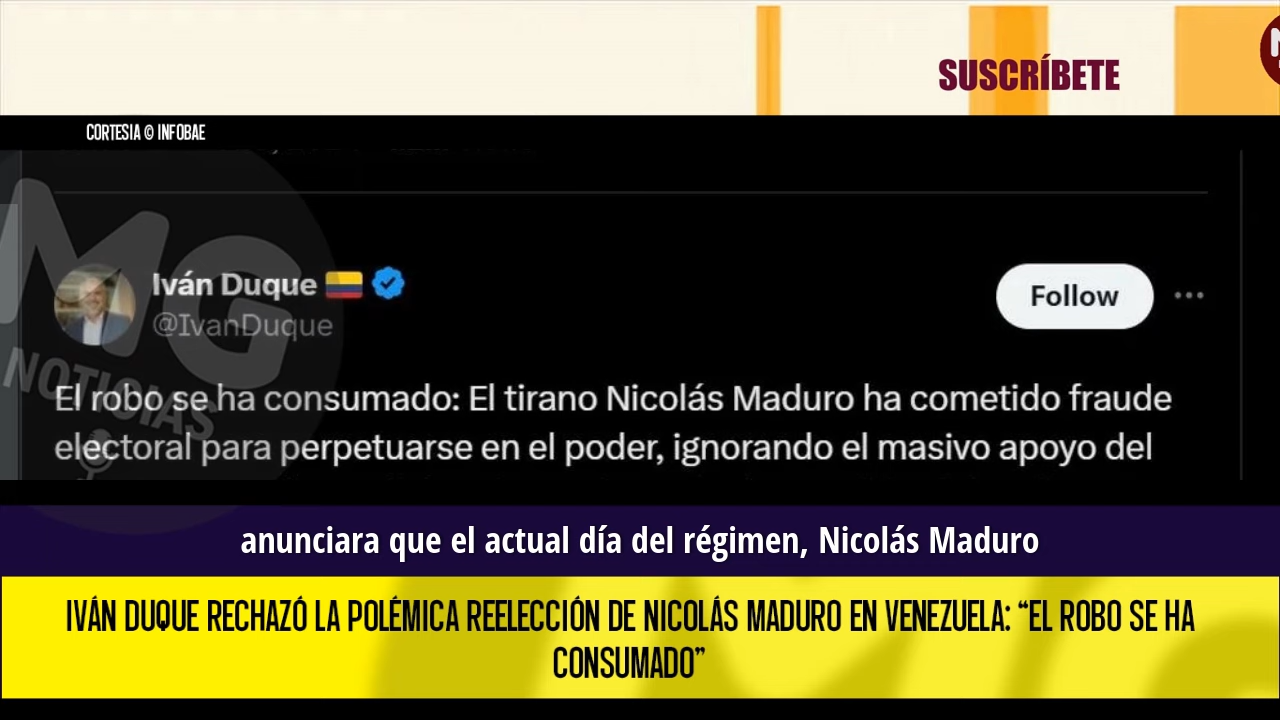 SUSCRÍBETE
CORTESIA © INFOBAE
Iván Duque
@IvanDuque
Follow
El robo se ha consumado: El tirano Nicolás Maduro ha cometido fraude
electoral para perpetuarse en el poder, ignorando el masivo apoyo del
MG
NOTICIAS
anunciara que el actual día del régimen, Nicolás Maduro
IVÁN DUQUE RECHAZÓ LA POLÉMICA REELECCIÓN DE NICOLÁS MADURO EN VENEZUELA: “EL ROBO SE HA
CONSUMADO”